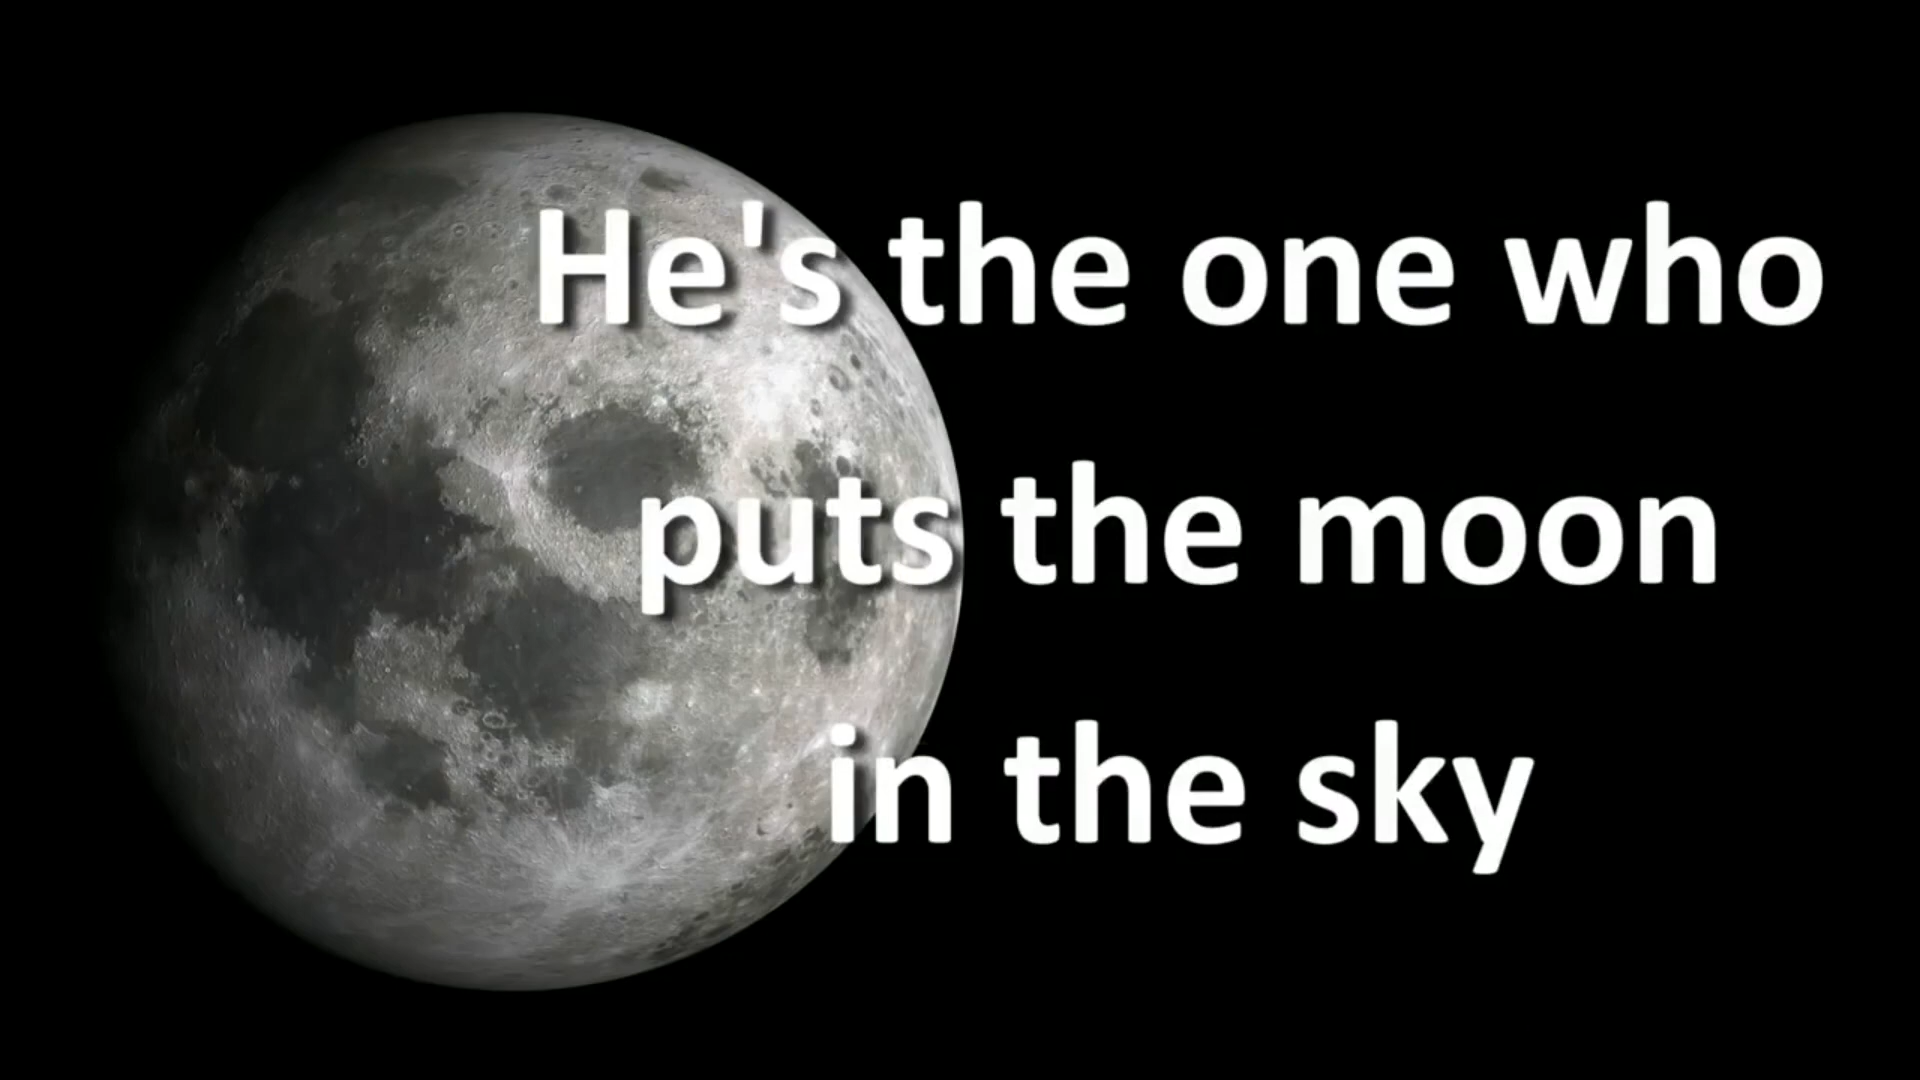 He's the one who
puts the moon
in the sky